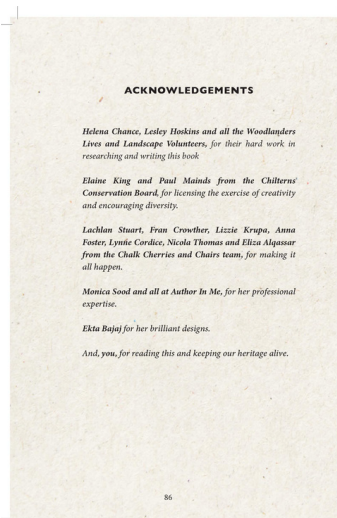 ACKNOWLEDGEMENTS
Helena Chance, Lesley Hoskins and all the Woodlanders
Lives and Landscape Volunteers, for their hard work in
researching and writing this book
Elaine King and Paul Mainds from the Chilterns'
Conservation Board, for licensing the exercise of creativity
and encouraging diversity.
Lachlan Stuart, Fran Crowther, Lizzie Krupa, Anna
Foster, Lynne Cordice, Nicola Thomas and Eliza Alqassar
from the Chalk Cherries and Chairs team, for making it
all happen.
Monica Sood and all at Author In Me, for her professional
expertise.
Ekta Bajaj for her brilliant designs.
And, you, for reading this and keeping our heritage alive.
86